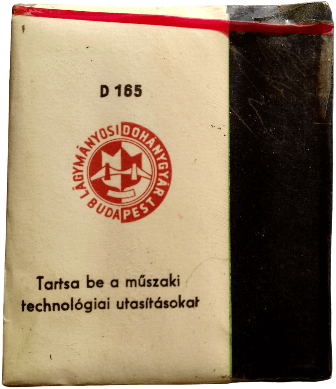 D 165
LÁGYMÁNYOSI DOHÁNYGYÁR
BUDAPEST
Tartsa be a műszaki
technológiai utasításokat